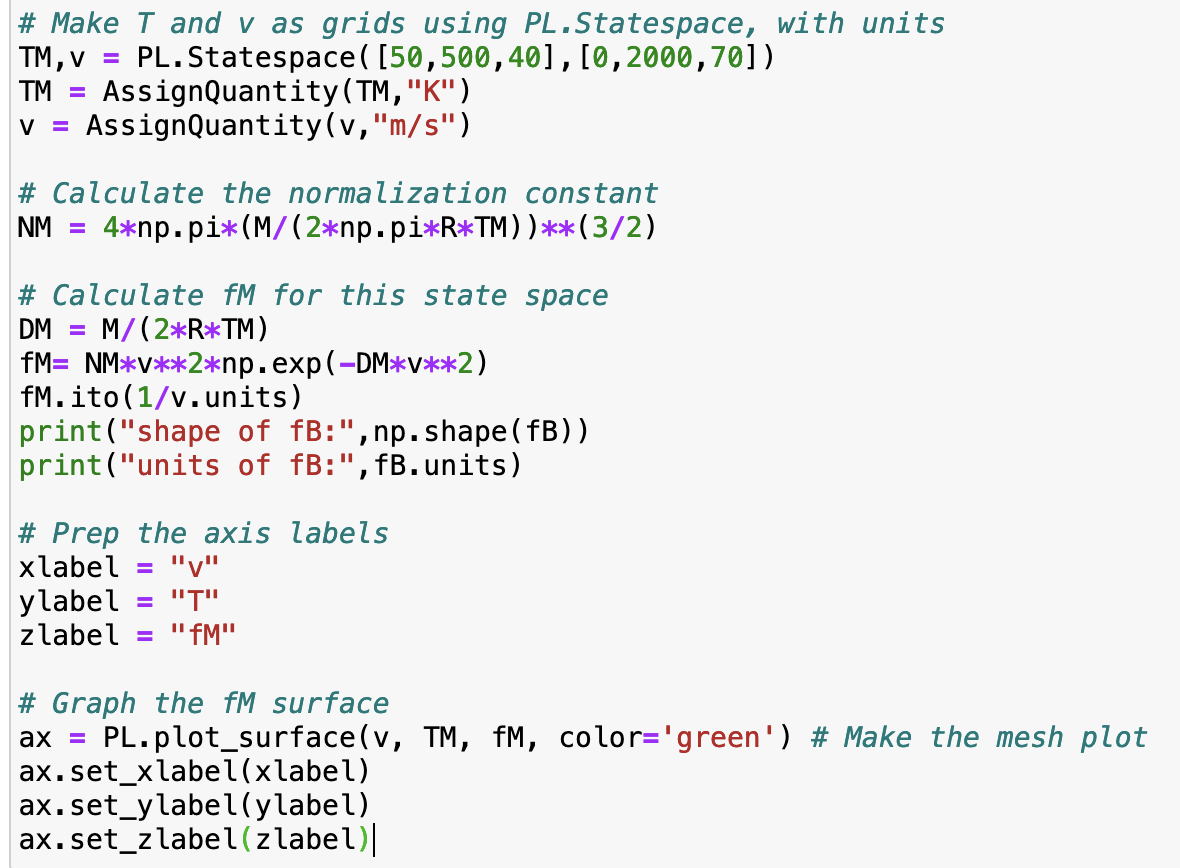 # Make T and v as grids using PL.Statespace, with units
TM,v = PL.Statespace([50,500,40],[0,2000,70])
TM = AssignQuantity(TM,"K")
v = AssignQuantity(v,"m/s")
# Calculate the normalization constant
NM = 4*np.pi*(M/(2*np.pi*R*TM))**(3/2)
# Calculate fM for this state space
DM = M/(2*R*TM)
fM= NM*v**2*np.exp(-DM*v**2)
fM.ito(1/v.units)
print("shape of fB:",np.shape(fB))
print("units of fB:",fB.units)
# Prep the axis labels
xlabel = "v"
ylabel = "T"
zlabel = "fM"
# Graph the fM surface
ax = PL.plot_surface(v, TM, fM, color='green') # Make the mesh plot
ax.set_xlabel(xlabel)
ax.set_ylabel(ylabel)
ax.set_zlabel(zlabel)